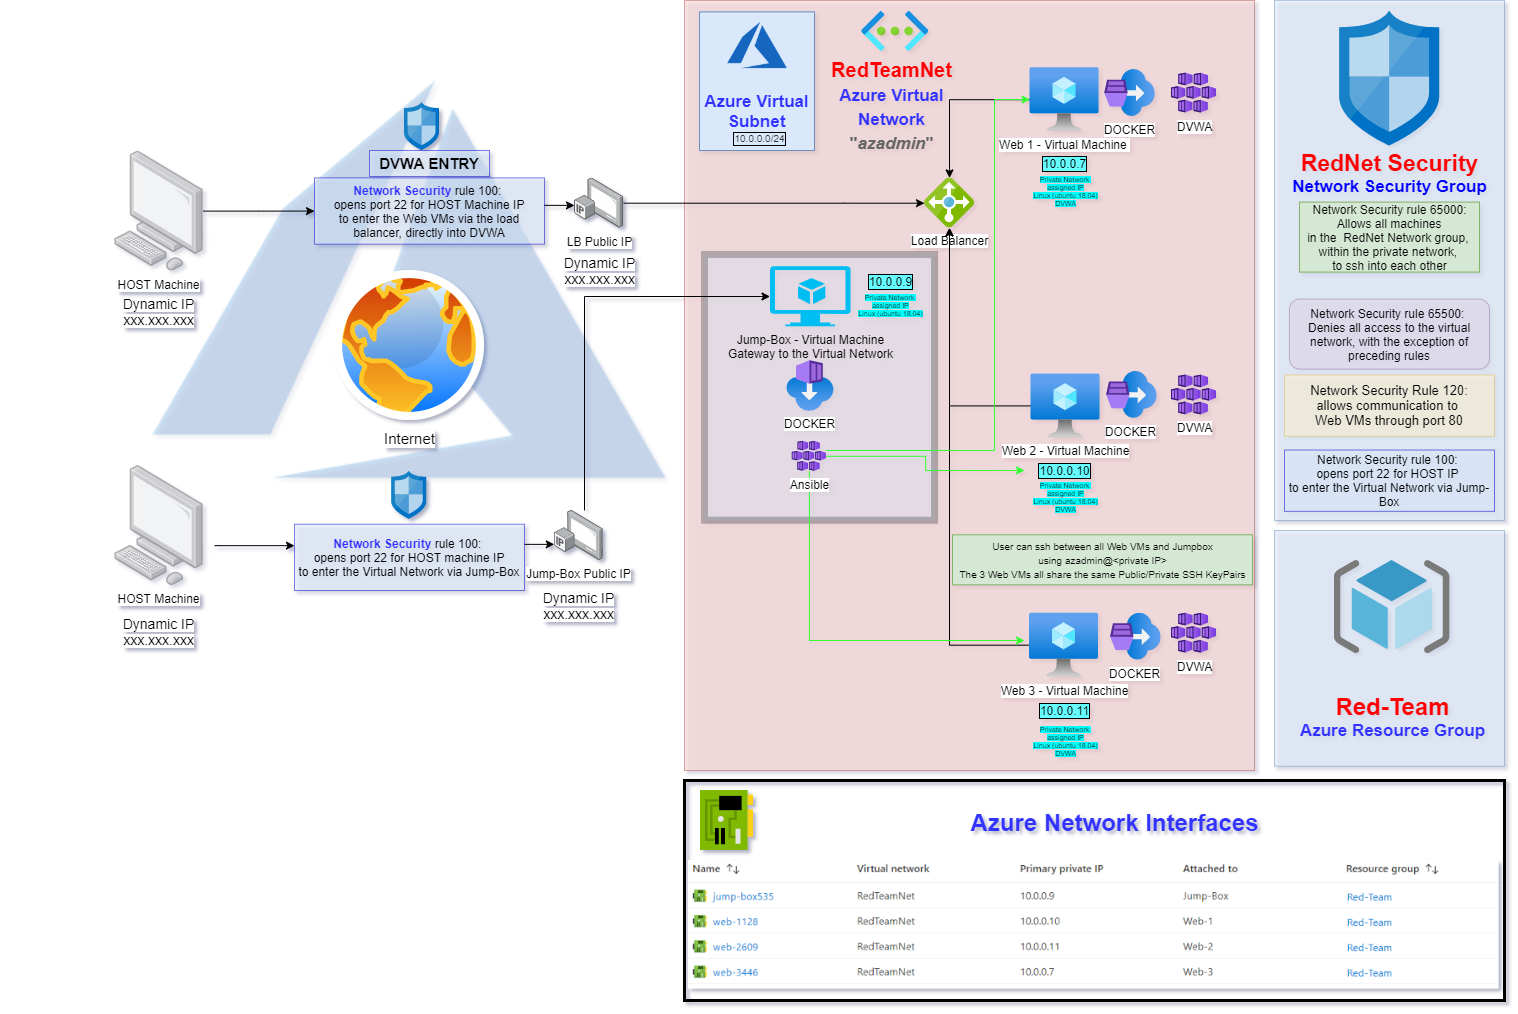 DVWA ENTRY
Network Security rule 100:
opens port 22 for HOST Machine IP
to enter the Web VMs via the load
balancer, directly into DVWA
HOST Machine
Dynamic IP
XXX.XXX.XXX
IP
LB Public IP
Dynamic IP
XXX.XXX.XXX
Internet
HOST Machine
Dynamic IP
XXX.XXX.XXX
Network Security rule 100:
opens port 22 for HOST machine IP
to enter the Virtual Network via Jump-Box
IP
Jump-Box Public IP
Dynamic IP
XXX.XXX.XXX
Azure Virtual
Subnet
10.0.0.0/24
RedTeamNet
Azure Virtual
Network
"azadmin"
Load Balancer
10.0.0.9
Private Network
assigned IP
Linux (ubuntu 18.04)
Jump-Box - Virtual Machine
Gateway to the Virtual Network
DOCKER
Ansible
DOCKER
DVWA
Web 1 - Virtual Machine
10.0.0.7
Private Network
assigned IP
Linux (ubuntu 18.04)
DVWA
DOCKER
DVWA
Web 2 - Virtual Machine
10.0.0.10
Private Network
assigned IP
Linux (ubuntu 18.04)
DVWA
User can ssh between all Web VMs and Jumpbox
using azadmin@<private IP>
The 3 Web VMs all share the same Public/Private SSH KeyPairs
DOCKER
DVWA
Web 3 - Virtual Machine
10.0.0.11
Private Network
assigned IP
Linux (ubuntu 18.04)
DVWA
RedNet Security
Network Security Group
Network Security rule 65000:
Allows all machines
in the RedNet Network group,
within the private network,
to ssh into each other
Network Security rule 65500:
Denies all access to the virtual
network, with the exception of
preceding rules
Network Security Rule 120:
allows communication to
Web VMs through port 80
Network Security rule 100:
opens port 22 for HOST IP
to enter the Virtual Network via Jump-
Box
Red-Team
Azure Resource Group
Azure Network Interfaces
Name ↑↓ Virtual network Primary private IP Attached to Resource group ↑↓
jump-box535 RedTeamNet 10.0.0.9 Jump-Box Red-Team
web-1128 RedTeamNet 10.0.0.10 Web-1 Red-Team
web-2609 RedTeamNet 10.0.0.11 Web-2 Red-Team
web-3446 RedTeamNet 10.0.0.7 Web-3 Red-Team